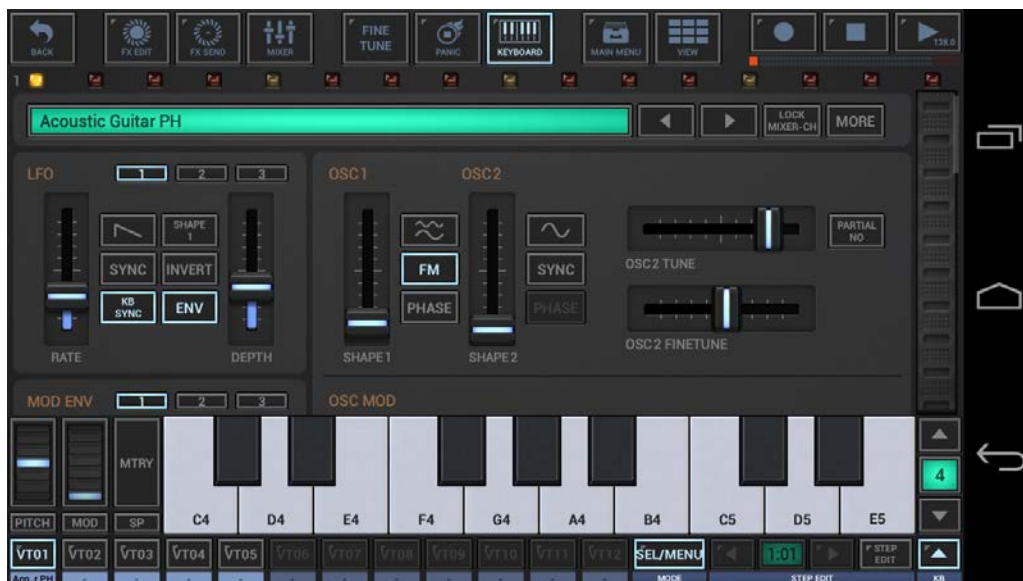 BACK FX EDIT FX SEND MIXER FINE TUNE PANIC KEYBOARD MAIN MENU VIEW 128.0
1
Acoustic Guitar PH LOCK MIXER-CH MORE
LFO 1 2 3 OSC1 OSC2
SHAPE 1 PARTIAL NO
SYNC INVERT FM SYNC OSC2 TUNE
KB SYNC ENV PHASE PHASE
RATE DEPTH SHAPE1 SHAPE2 OSC2 FINETUNE
MOD ENV 1 2 3 OSC MOD
MTRY 4
PITCH MOD SP C4 D4 E4 F4 G4 A4 B4 C5 D5 E5
VT01 VT02 VT03 VT04 VT05 VT06 VT07 VT08 VT09 VT10 VT11 VT12 SEL/MENU 1:01 STEP EDIT
MODE STEP EDIT KB